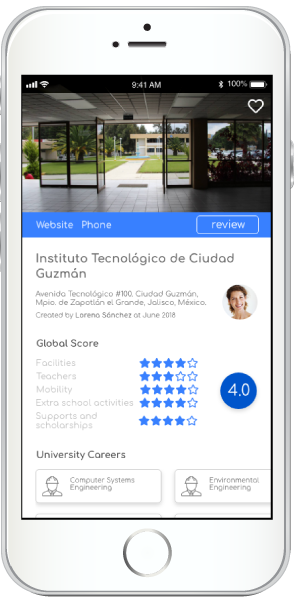 9:41 AM 100%
Website Phone review
Instituto Tecnológico de Ciudad
Guzmán
Avenida Tecnológico #100. Ciudad Guzmán,
Mpio. de Zapotlán el Grande, Jalisco, México.
Created by Lorena Sánchez at June 2018
Global Score
Facilities
Teachers
Mobility
Extra school activities
Supports and
scholarships
4.0
University Careers
Computer Systems
Engineering
Environmental
Engineering